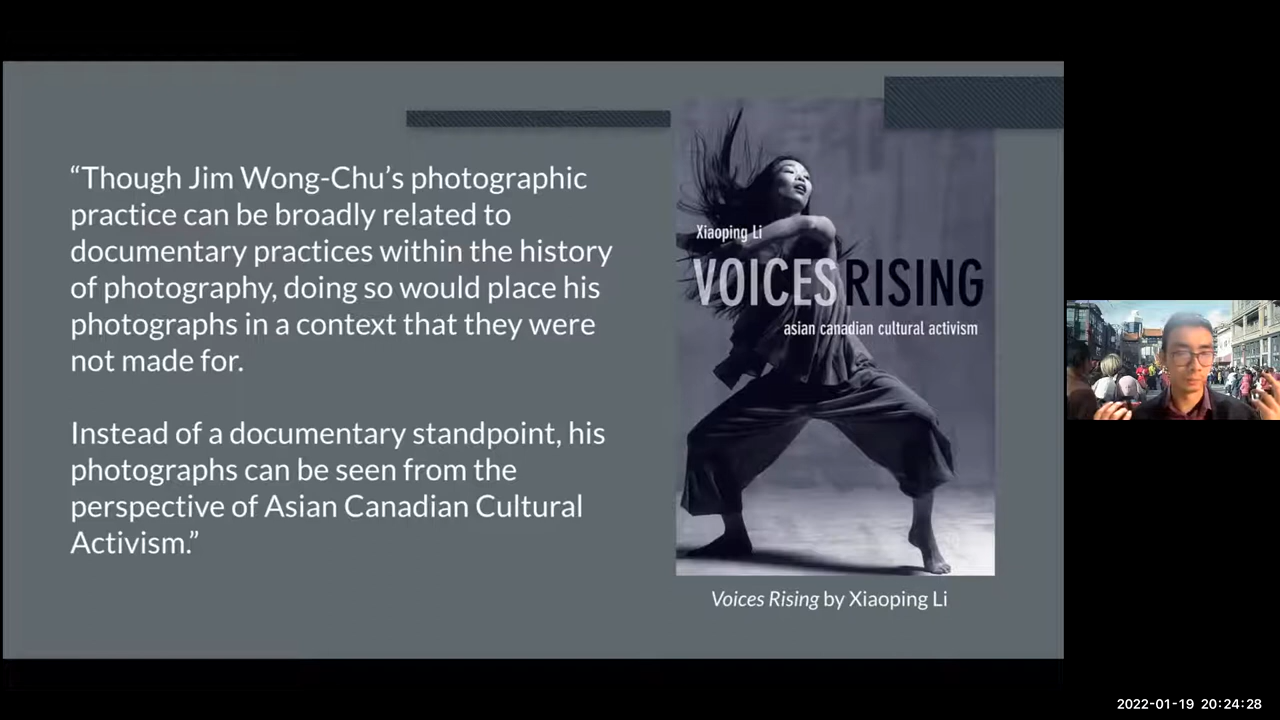 “Though Jim Wong-Chu’s photographic
practice can be broadly related to
documentary practices within the history
of photography, doing so would place his
photographs in a context that they were
not made for.
Instead of a documentary standpoint, his
photographs can be seen from the
perspective of Asian Canadian Cultural
Activism.”
Xiaoping Li
VOICES RISING
asian canadian cultural activism
Voices Rising by Xiaoping Li
2022-01-19 20:24:28